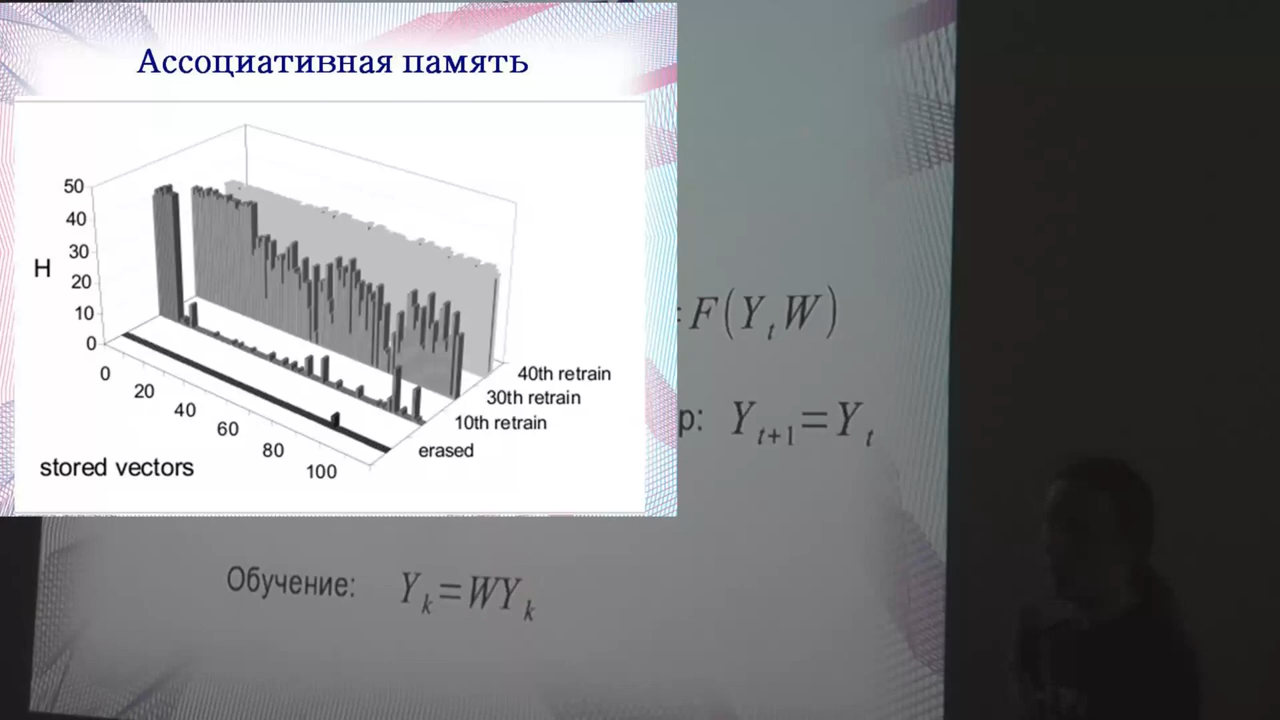 Ассоциативная память
50
40
30
20
10
0
H
0
20
40
60
80
100
stored vectors
40th retrain
30th retrain
10th retrain
erased
F(Y_t W)
р: Y_{t+1}=Y_t
Обучение: Y_k=WY_k